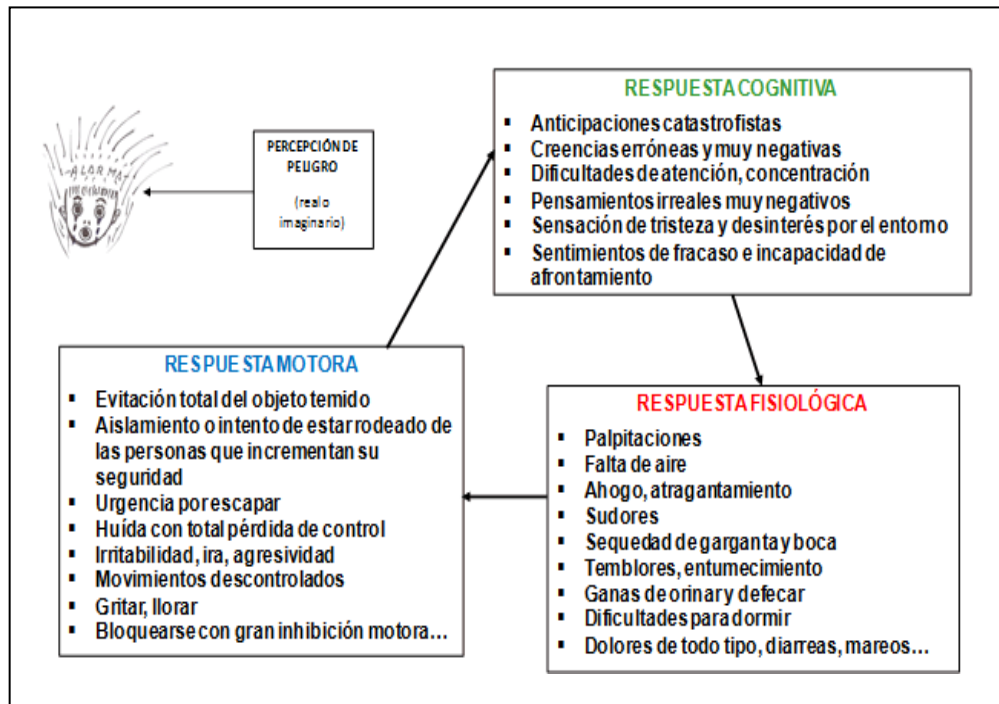 ALARMA
PERCEPCIÓN DE
PELIGRO
(real o
imaginario)
RESPUESTA COGNITIVA
▪ Anticipaciones catastrofistas
▪ Creencias erróneas y muy negativas
▪ Dificultades de atención, concentración
▪ Pensamientos irreales muy negativos
▪ Sensación de tristeza y desinterés por el entorno
▪ Sentimientos de fracaso e incapacidad de
afrontamiento
RESPUESTA MOTORA
▪ Evitación total del objeto temido
▪ Aislamiento o intento de estar rodeado de
las personas que incrementan su
seguridad
▪ Urgencia por escapar
▪ Huída con total pérdida de control
▪ Irritabilidad, ira, agresividad
▪ Movimientos descontrolados
▪ Gritar, llorar
▪ Bloquearse con gran inhibición motora...
RESPUESTA FISIOLÓGICA
▪ Palpitaciones
▪ Falta de aire
▪ Ahogo, atragantamiento
▪ Sudores
▪ Sequedad de garganta y boca
▪ Temblores, entumecimiento
▪ Ganas de orinar y defecar
▪ Dificultades para dormir
▪ Dolores de todo tipo, diarreas, mareos...